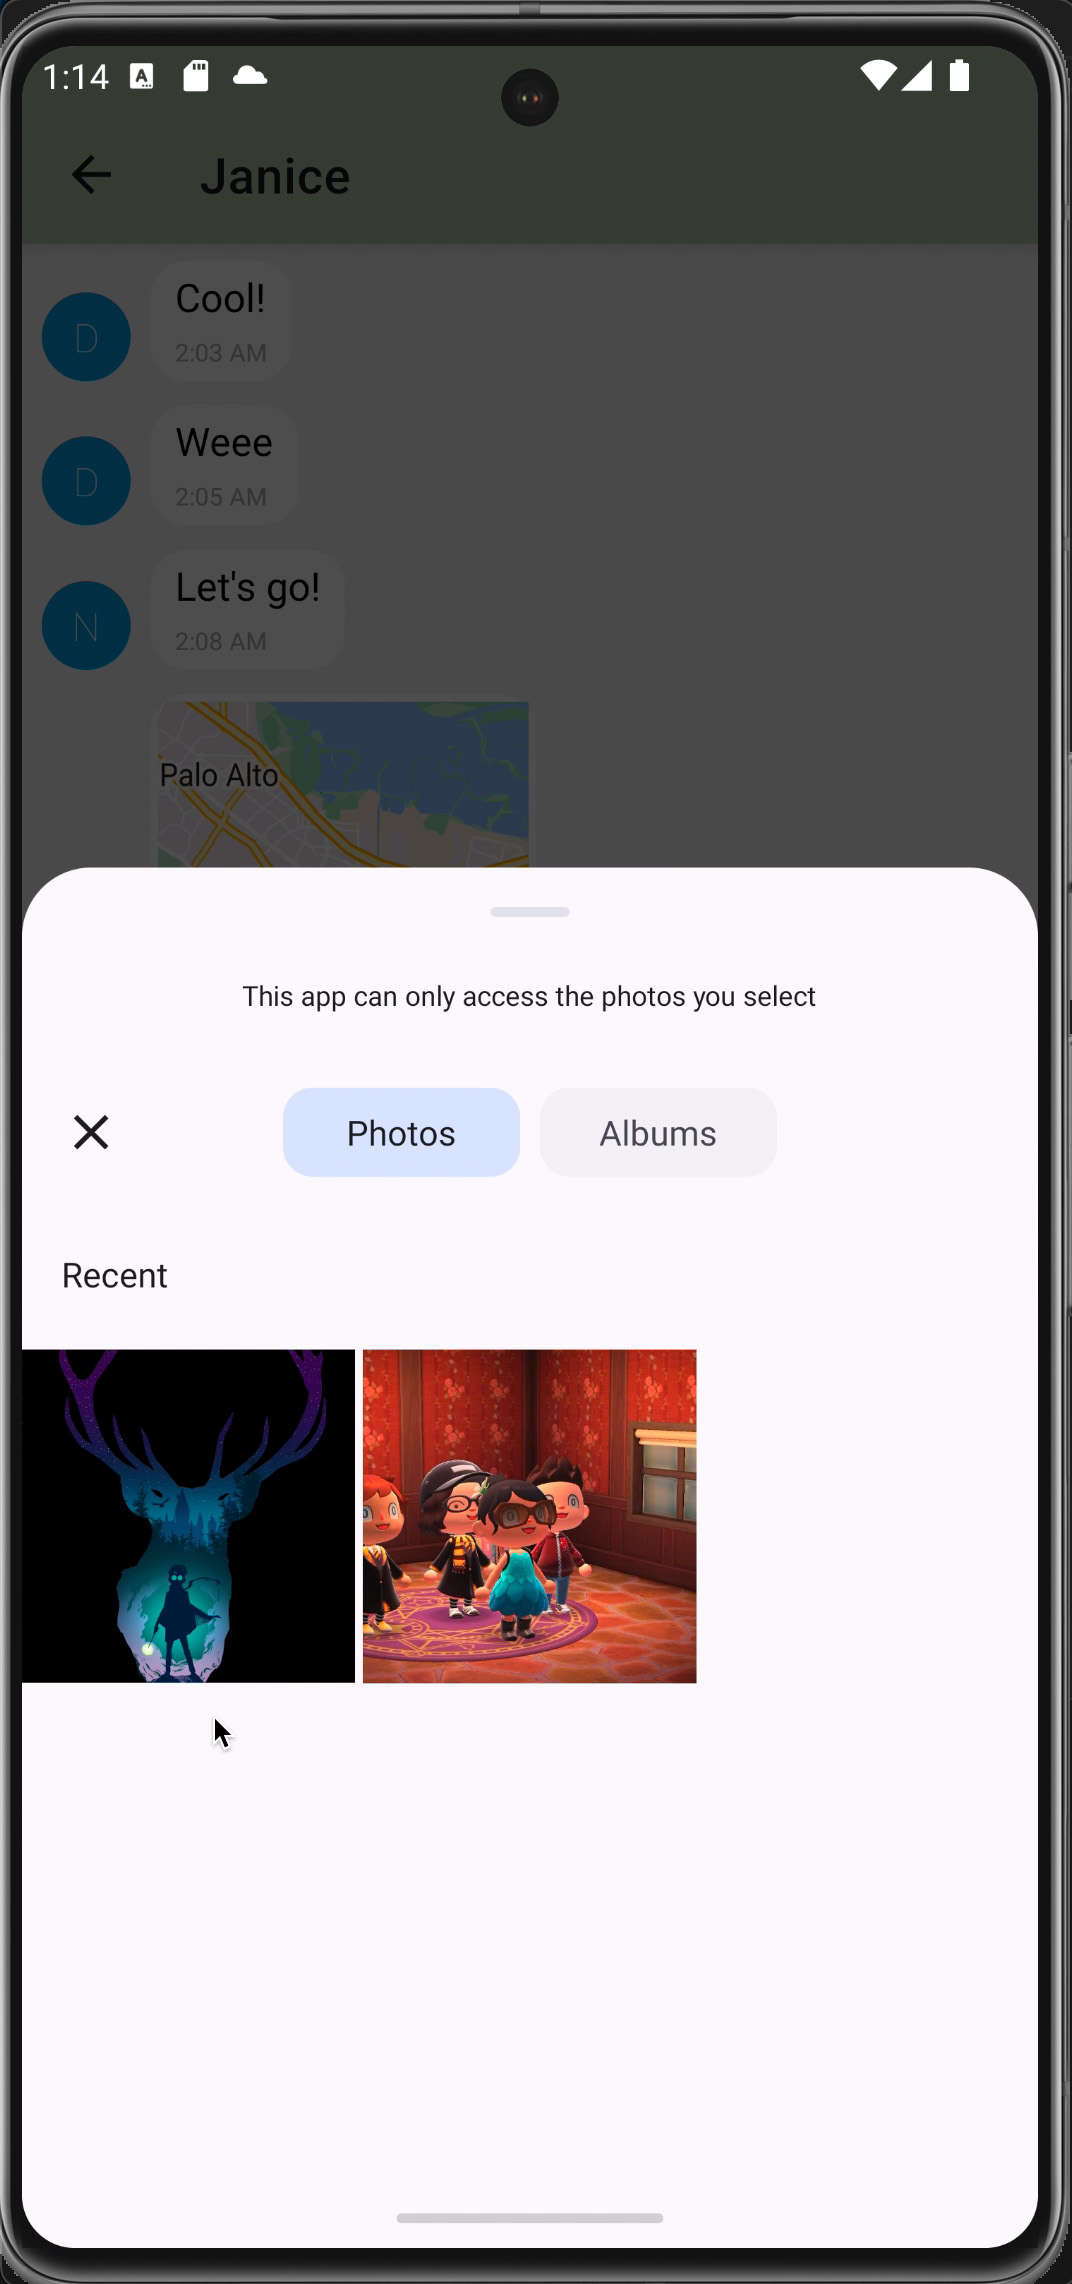 1:14
Janice
Cool!
2:03 AM
D
Weee
2:05 AM
D
Let's go!
2:08 AM
N
Palo Alto
This app can only access the photos you select
Photos
Albums
Recent